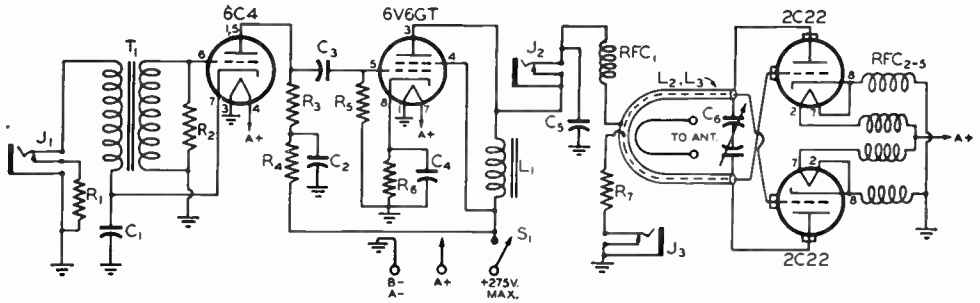 6C4
6V6GT
2C22
1,5
3
T1
C3
J2
RFC1
RFC2-5
6
5
4
L2, L3
8
R3
R5
C5
C6
2
7
7
3
4
8
7
A+
A+
R2
TO ANT.
A+
J1
R4
C2
R6
C4
L1
7
2
R1
R7
8
C1
S1
J3
B-
A-
A+
+275V.
MAX.
2C22